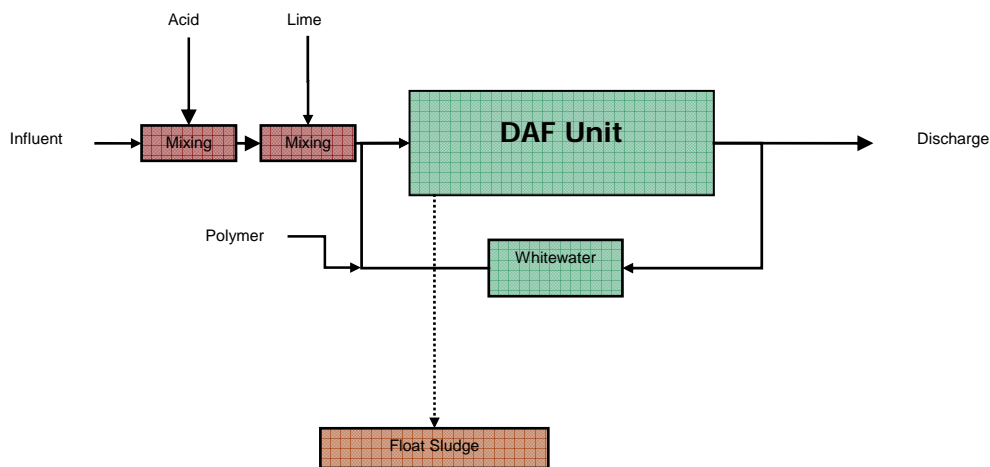 Acid
Lime
Influent
Mixing
Mixing
DAF Unit
Discharge
Polymer
Whitewater
Float Sludge